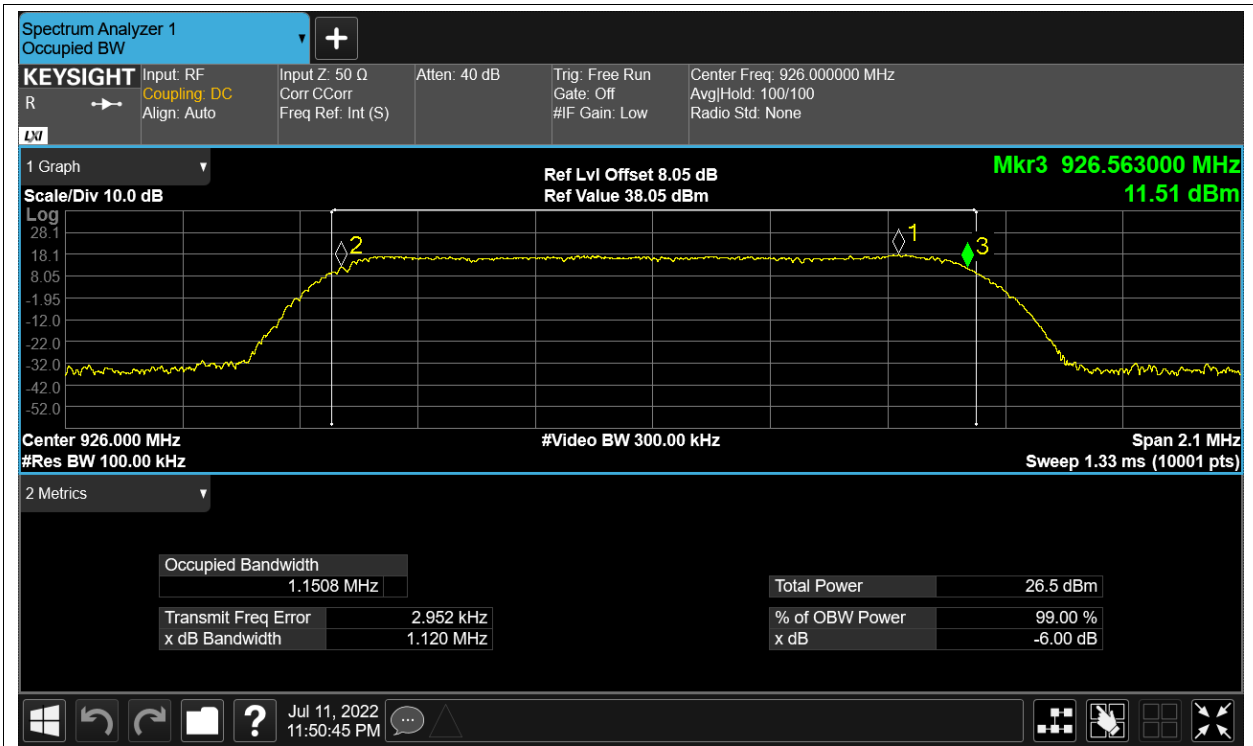 Spectrum Analyzer 1
Occupied BW
KEYSIGHT
R
LXI
Input: RF
Coupling: DC
Align: Auto
Input Z: 50 Ω
Corr CCorr
Freq Ref: Int (S)
Atten: 40 dB
Trig: Free Run
Gate: Off
#IF Gain: Low
Center Freq: 926.000000 MHz
Avg|Hold: 100/100
Radio Std: None
1 Graph
Scale/Div 10.0 dB
Ref Lvl Offset 8.05 dB
Ref Value 38.05 dBm
Mkr3 926.563000 MHz
11.51 dBm
Log
28.1
18.1
8.05
-1.95
-12.0
-22.0
-32.0
-42.0
-52.0
2
1
3
Center 926.000 MHz
#Video BW 300.00 kHz
Span 2.1 MHz
#Res BW 100.00 kHz
Sweep 1.33 ms (10001 pts)
2 Metrics
Occupied Bandwidth
1.1508 MHz
Total Power 26.5 dBm
Transmit Freq Error 2.952 kHz
% of OBW Power 99.00 %
x dB Bandwidth 1.120 MHz
x dB -6.00 dB
?
Jul 11, 2022
11:50:45 PM